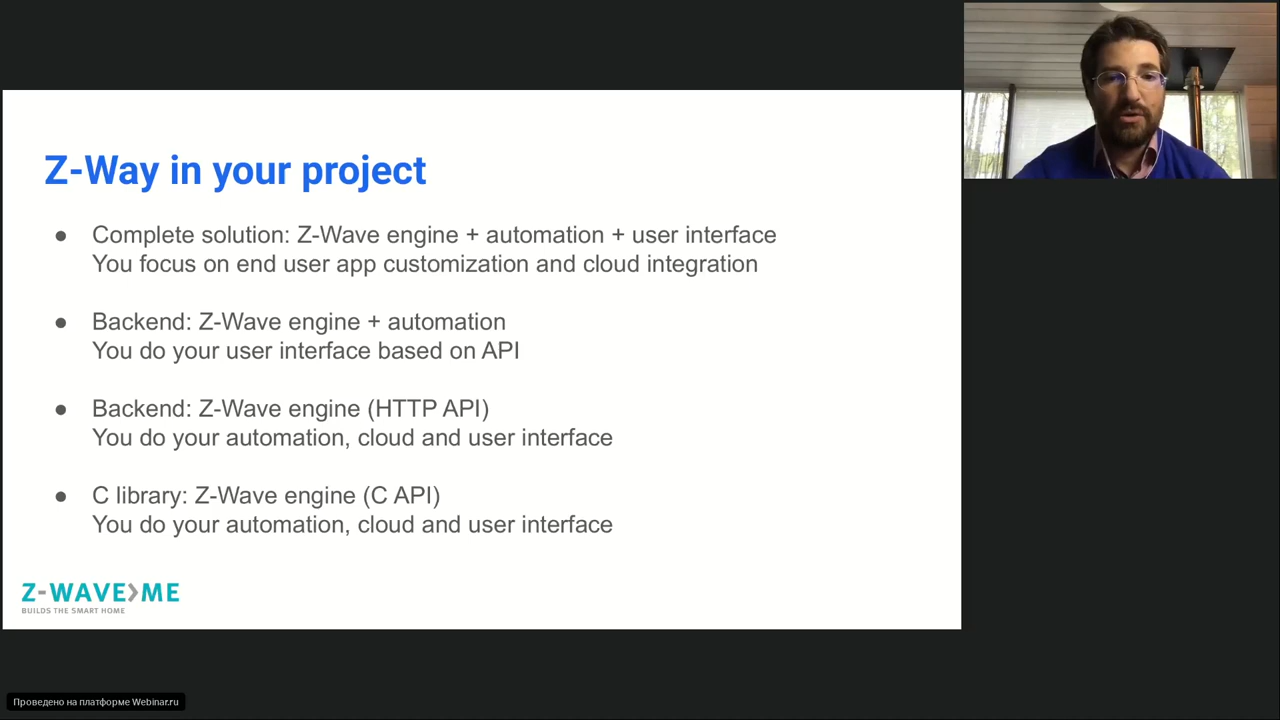 Z-Way in your project
● Complete solution: Z-Wave engine + automation + user interface
You focus on end user app customization and cloud integration
● Backend: Z-Wave engine + automation
You do your user interface based on API
● Backend: Z-Wave engine (HTTP API)
You do your automation, cloud and user interface
● C library: Z-Wave engine (C API)
You do your automation, cloud and user interface
Z-WAVE>ME
BUILDS THE SMART HOME
Проведено на платформе Webinar.ru